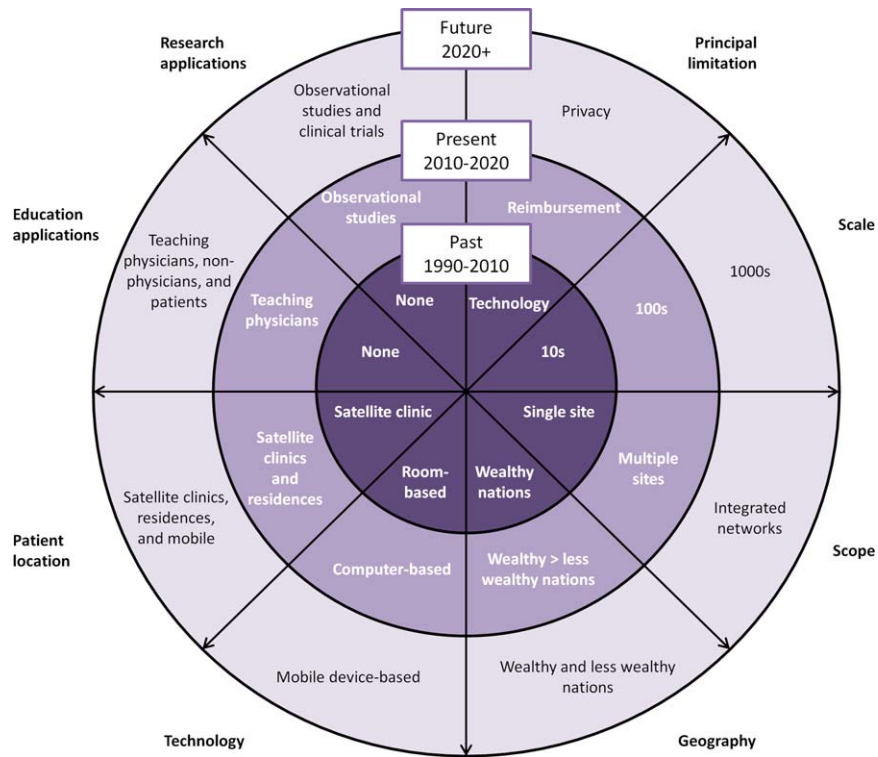 Research
applications
Future
2020+
Principal
limitation
Observational
studies and
clinical trials
Privacy
Present
2010-2020
Observational
studies
Reimbursement
Education
applications
Scale
Past
1990-2010
Teaching
physicians, non-
physicians, and
patients
1000s
Teaching
physicians
None
Technology
100s
None
10s
Satellite clinic
Single site
Satellite
clinics
and
residences
Room-
based
Wealthy
nations
Multiple
sites
Satellite clinics,
residences,
and mobile
Integrated
networks
Patient
location
Scope
Computer-based
Wealthy > less
wealthy nations
Mobile device-based
Wealthy and less wealthy
nations
Technology
Geography